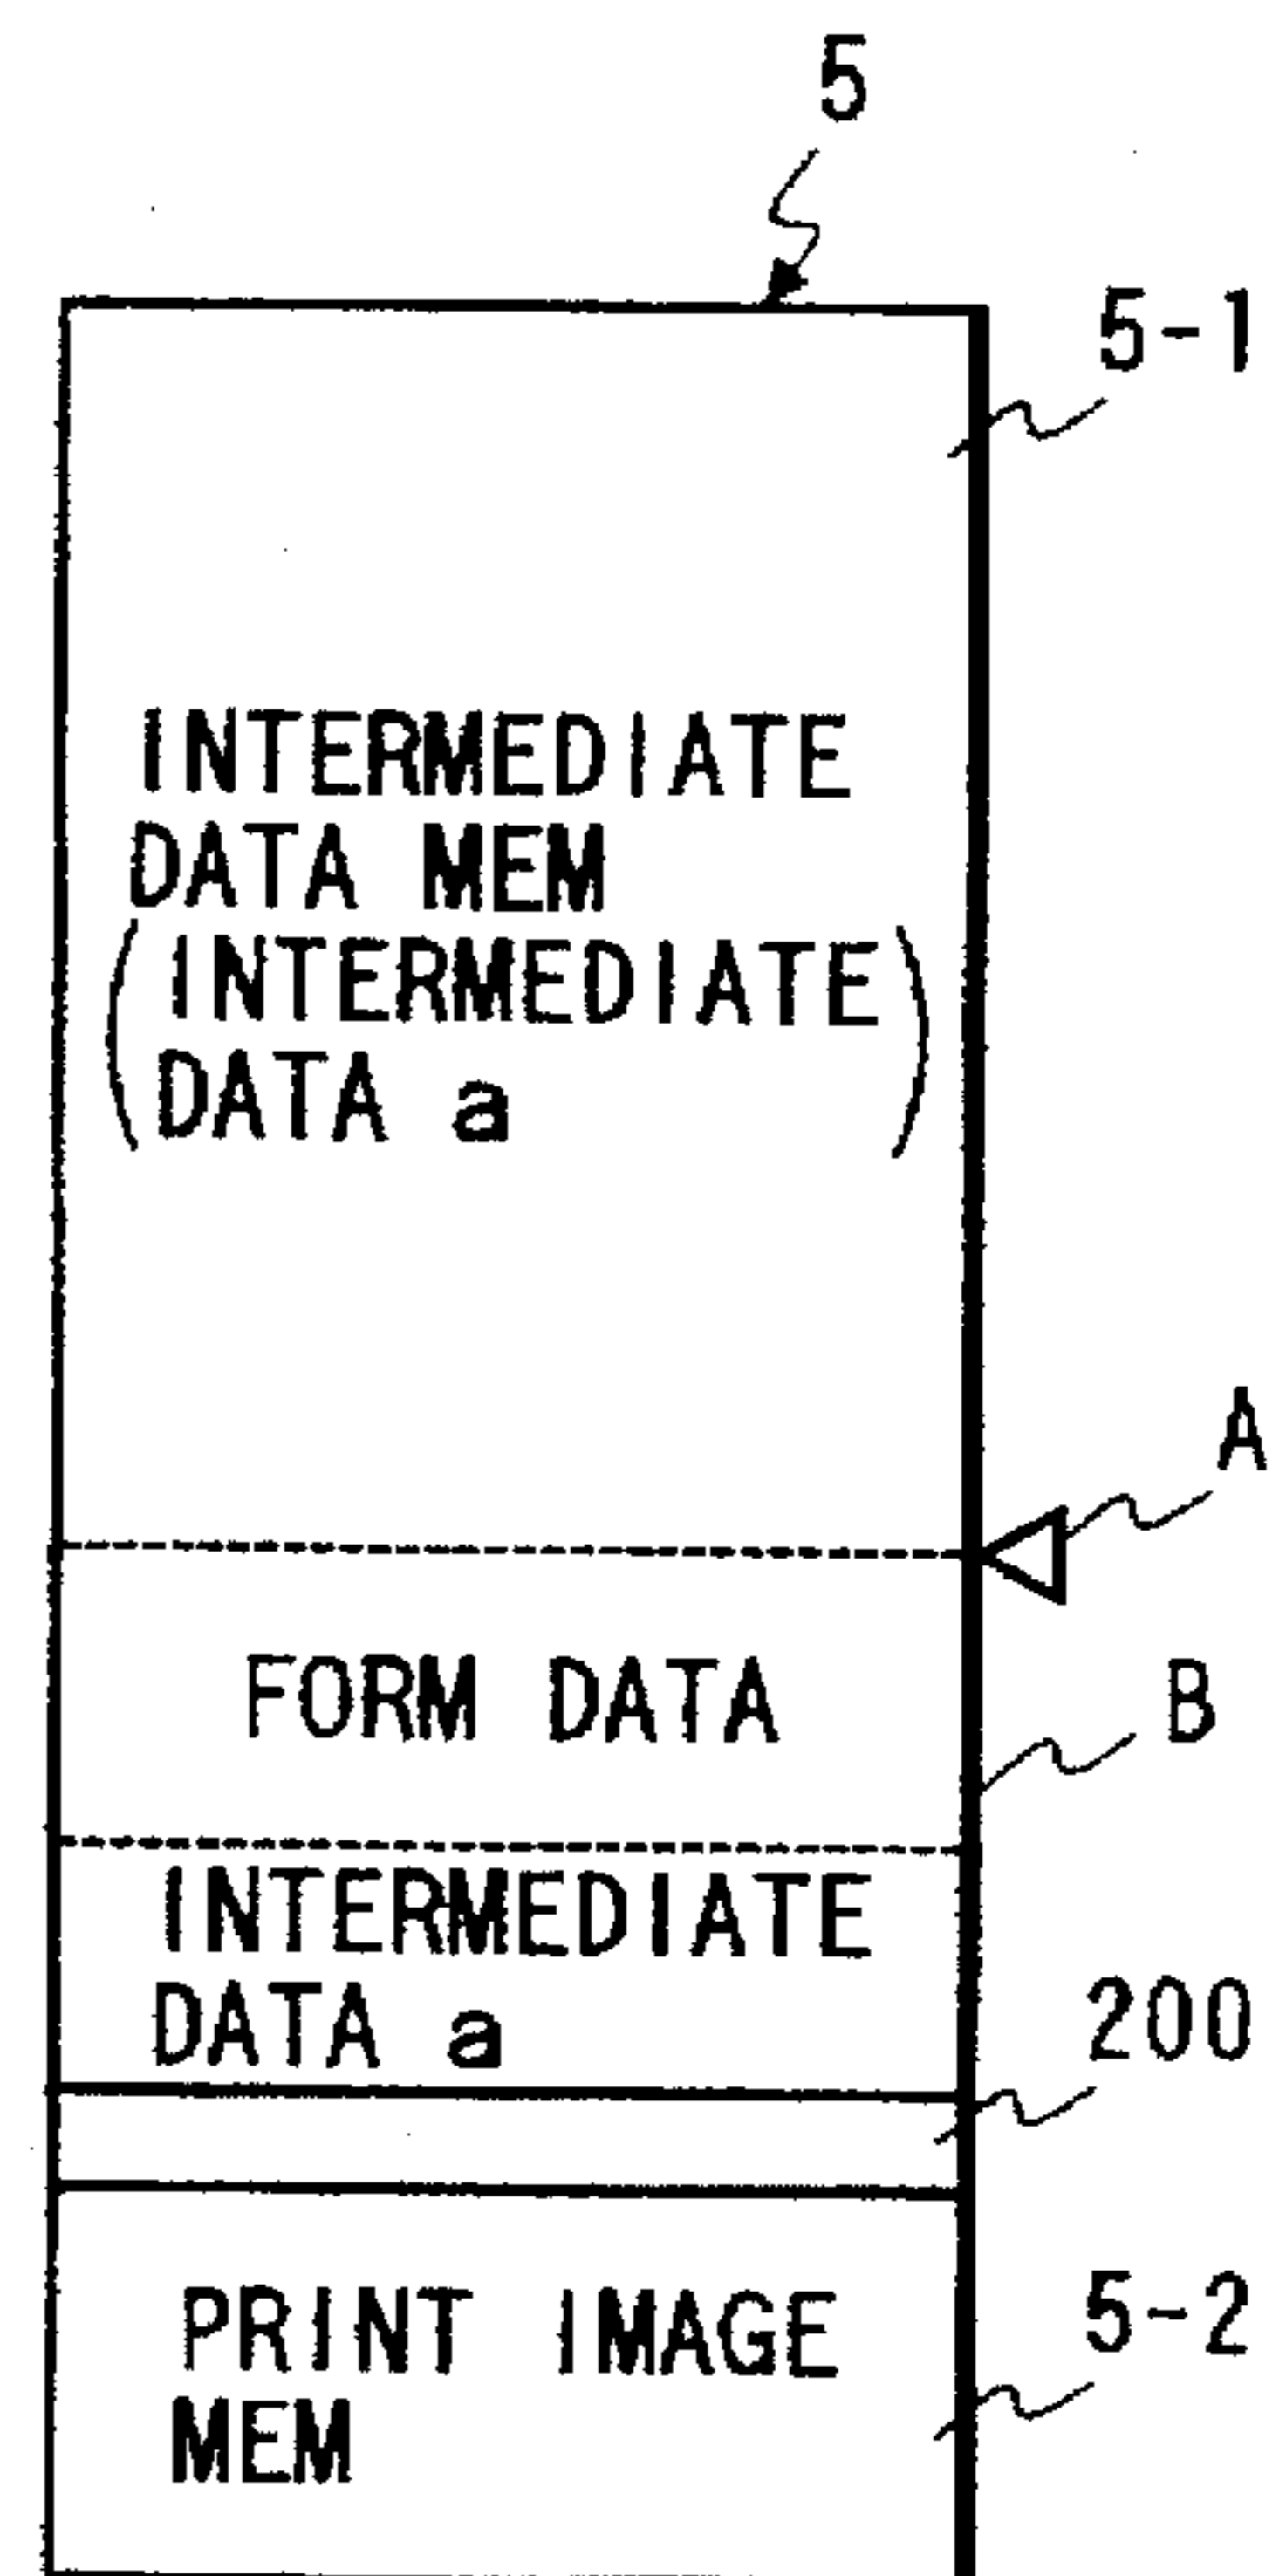 5
5-1
INTERMEDIATE
DATA MEM
(INTERMEDIATE
DATA a)
A
FORM DATA
B
INTERMEDIATE
DATA a
200
PRINT IMAGE
MEM
5-2